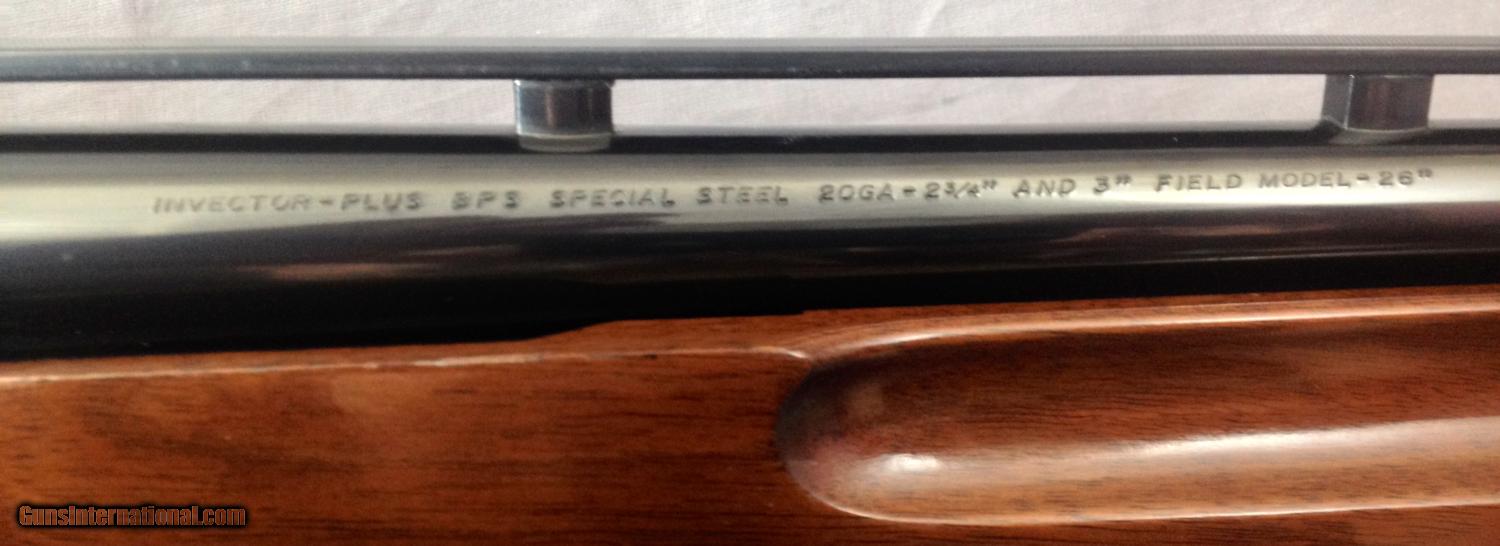 INVECTOR-PLUS BPS SPECIAL STEEL 20GA-2¾" AND 3" FIELD MODEL-26"
GunsInternational.com